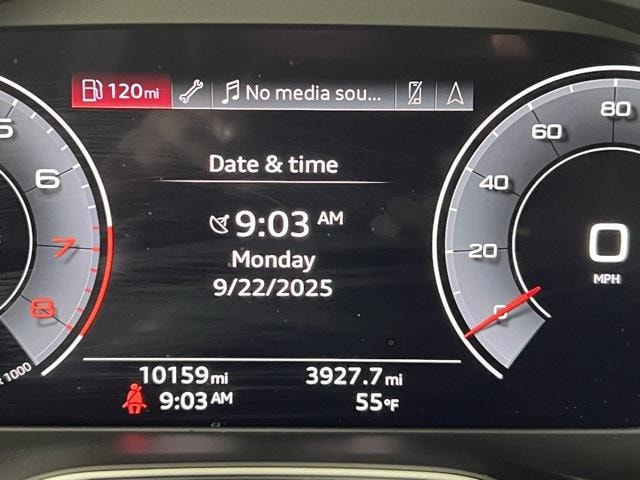 120mi
No media sou...
Date & time
9:03 AM
Monday
9/22/2025
10159mi
3927.7mi
9:03AM
55°F
5
6
7
8
x 1000
0
20
40
60
80
0
MPH